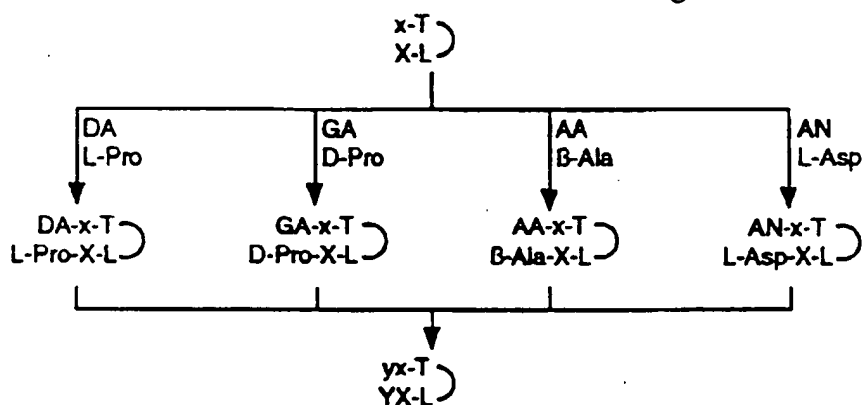 x-T
X-L
DA
L-Pro
GA
D-Pro
AA
ß-Ala
AN
L-Asp
DA-x-T
L-Pro-X-L
GA-x-T
D-Pro-X-L
AA-x-T
ß-Ala-X-L
AN-x-T
L-Asp-X-L
yx-T
YX-L